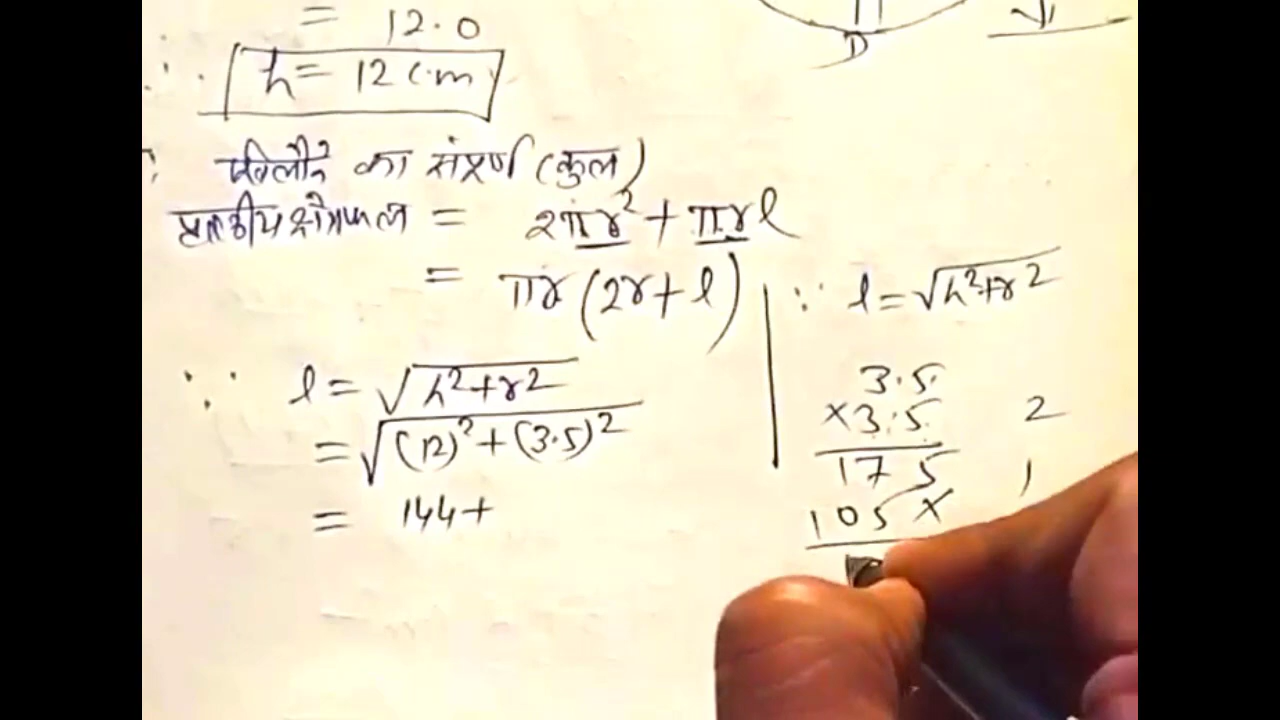 = 12.0
∴ h = 12 c.m
∵ खिलौने का संपूर्ण (कुल)
पृष्ठीय क्षेत्रफल = 2πr² + πrl
= πr(2r+l)
∵ l = √h²+r²
∵ l = √h²+r²
= √(12)²+(3.5)²
= 144+
3.5
×3.5
175
105×
2
1
D